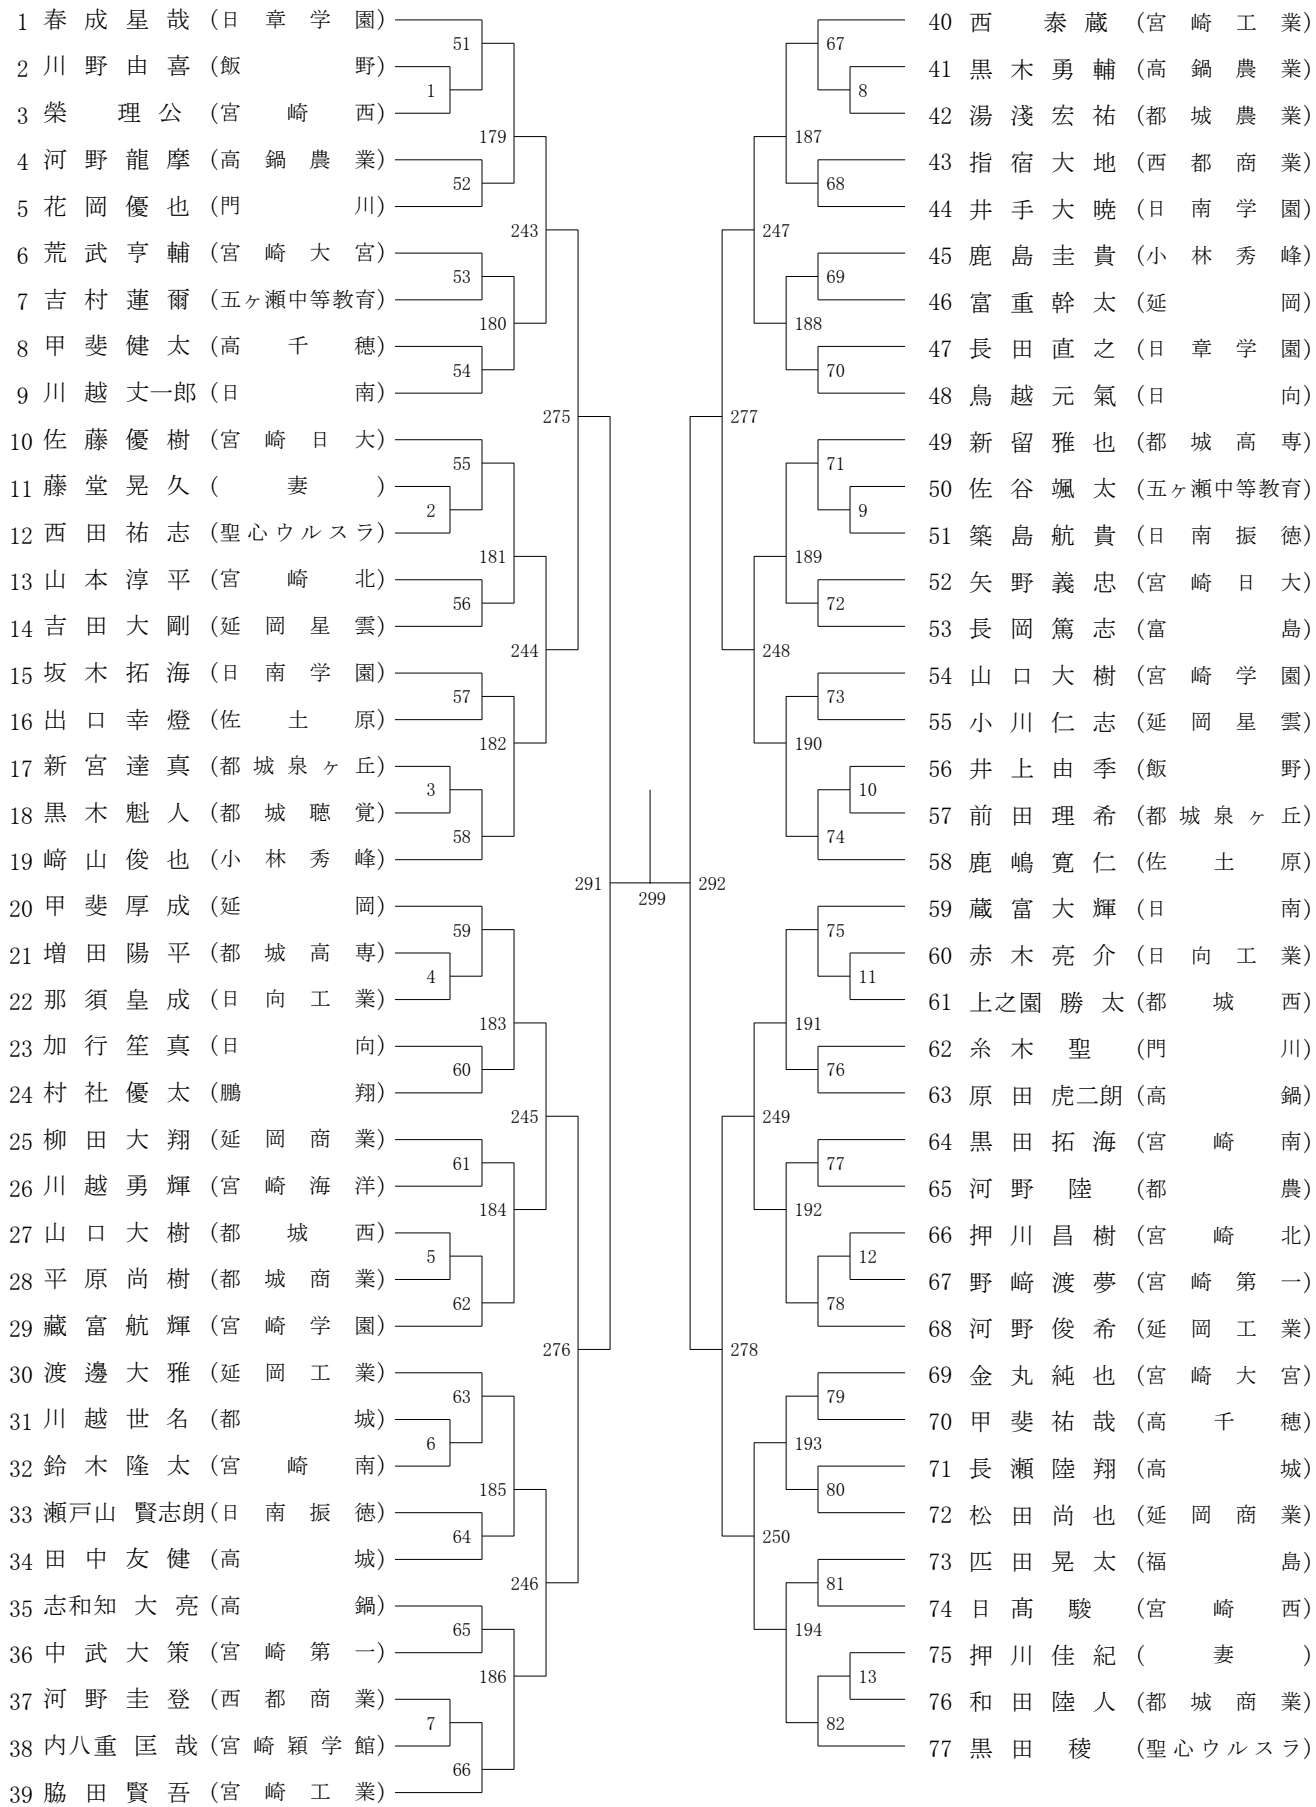 1 春成星哉 (日章学園)
2 川野由喜 (飯野)
3 榮理公 (宮崎西)
4 河野龍摩 (高鍋農業)
5 花岡優也 (門川)
6 荒武亨輔 (宮崎大宮)
7 吉村蓮爾 (五ヶ瀬中等教育)
8 甲斐健太 (高千穂)
9 川越丈一郎 (日南)
10 佐藤優樹 (宮崎日大)
11 藤堂晃久 (妻)
12 西田祐志 (聖心ウルスラ)
13 山本淳平 (宮崎北)
14 吉田大剛 (延岡星雲)
15 坂木拓海 (日南学園)
16 出口幸燈 (佐土原)
17 新宮達真 (都城泉ヶ丘)
18 黒木魁人 (都城聴覚)
19 﨑山俊也 (小林秀峰)
20 甲斐厚成 (延岡)
21 増田陽平 (都城高専)
22 那須皇成 (日向工業)
23 加行笙真 (日向)
24 村社優太 (鵬翔)
25 柳田大翔 (延岡商業)
26 川越勇輝 (宮崎海洋)
27 山口大樹 (都城西)
28 平原尚樹 (都城商業)
29 藏富航輝 (宮崎学園)
30 渡邊大雅 (延岡工業)
31 川越世名 (都城)
32 鈴木隆太 (宮崎南)
33 瀬戸山賢志朗 (日南振徳)
34 田中友健 (高城)
35 志和知大亮 (高鍋)
36 中武大策 (宮崎第一)
37 河野圭登 (西都商業)
38 内八重匡哉 (宮崎穎学館)
39 脇田賢吾 (宮崎工業)
51
1
179
52
243
53
180
54
275
55
2
181
56
244
57
182
3
58
291
59
4
183
60
245
61
184
5
62
276
63
6
185
64
246
65
186
7
66
299
67
8
187
68
247
69
188
70
277
71
9
189
72
248
73
190
10
74
292
75
11
191
76
249
77
192
12
78
278
79
193
80
250
81
194
13
82
40 西泰蔵 (宮崎工業)
41 黒木勇輔 (高鍋農業)
42 湯淺宏祐 (都城農業)
43 指宿大地 (西都商業)
44 井手大暁 (日南学園)
45 鹿島圭貴 (小林秀峰)
46 富重幹太 (延岡)
47 長田直之 (日章学園)
48 鳥越元氣 (日向)
49 新留雅也 (都城高専)
50 佐谷颯太 (五ヶ瀬中等教育)
51 築島航貴 (日南振徳)
52 矢野義忠 (宮崎日大)
53 長岡篤志 (富島)
54 山口大樹 (宮崎学園)
55 小川仁志 (延岡星雲)
56 井上由季 (飯野)
57 前田理希 (都城泉ヶ丘)
58 鹿嶋寛仁 (佐土原)
59 蔵富大輝 (日南)
60 赤木亮介 (日向工業)
61 上之園勝太 (都城西)
62 糸木聖 (門川)
63 原田虎二朗 (高鍋)
64 黒田拓海 (宮崎南)
65 河野陸 (都農)
66 押川昌樹 (宮崎北)
67 野﨑渡夢 (宮崎第一)
68 河野俊希 (延岡工業)
69 金丸純也 (宮崎大宮)
70 甲斐祐哉 (高千穂)
71 長瀬陸翔 (高城)
72 松田尚也 (延岡商業)
73 匹田晃太 (福島)
74 日髙駿 (宮崎西)
75 押川佳紀 (妻)
76 和田陸人 (都城商業)
77 黒田稜 (聖心ウルスラ)